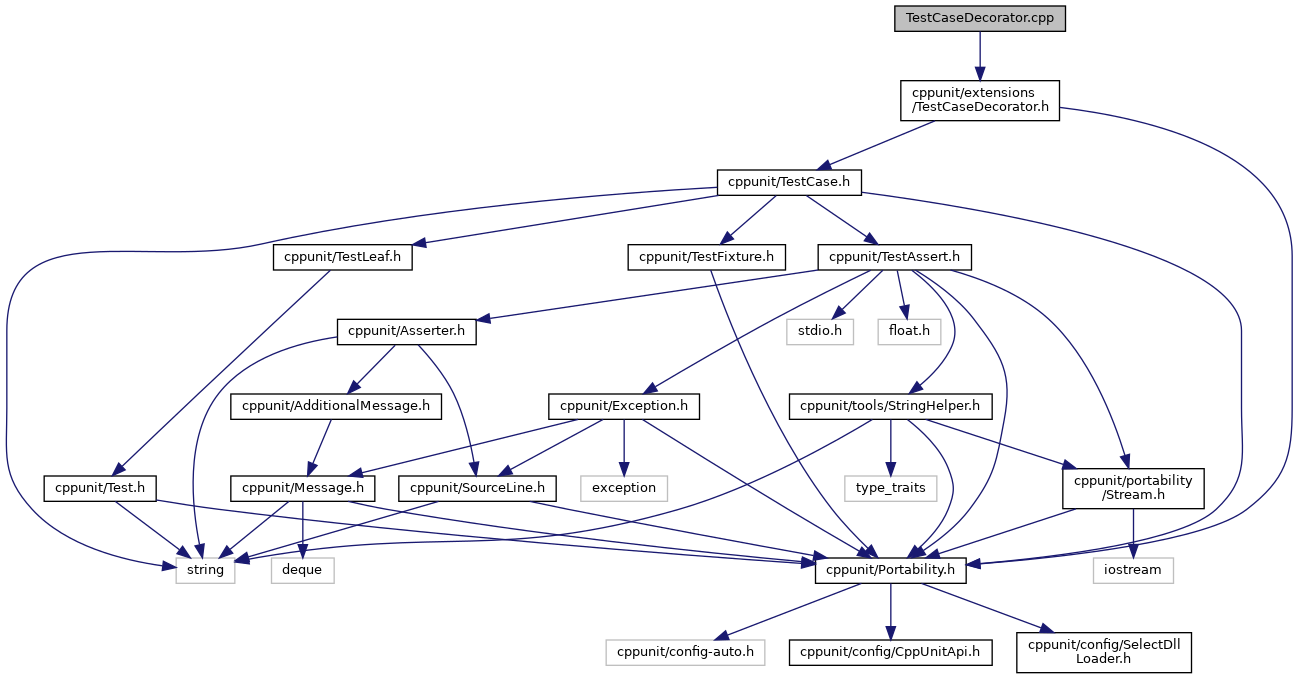 TestCaseDecorator.cpp
cppunit/extensions
/TestCaseDecorator.h
cppunit/TestCase.h
cppunit/TestLeaf.h
cppunit/TestFixture.h
cppunit/TestAssert.h
cppunit/Asserter.h
stdio.h
float.h
cppunit/AdditionalMessage.h
cppunit/Exception.h
cppunit/tools/StringHelper.h
cppunit/Test.h
cppunit/Message.h
cppunit/SourceLine.h
exception
type_traits
cppunit/portability
/Stream.h
string
deque
cppunit/Portability.h
iostream
cppunit/config-auto.h
cppunit/config/CppUnitApi.h
cppunit/config/SelectDll
Loader.h